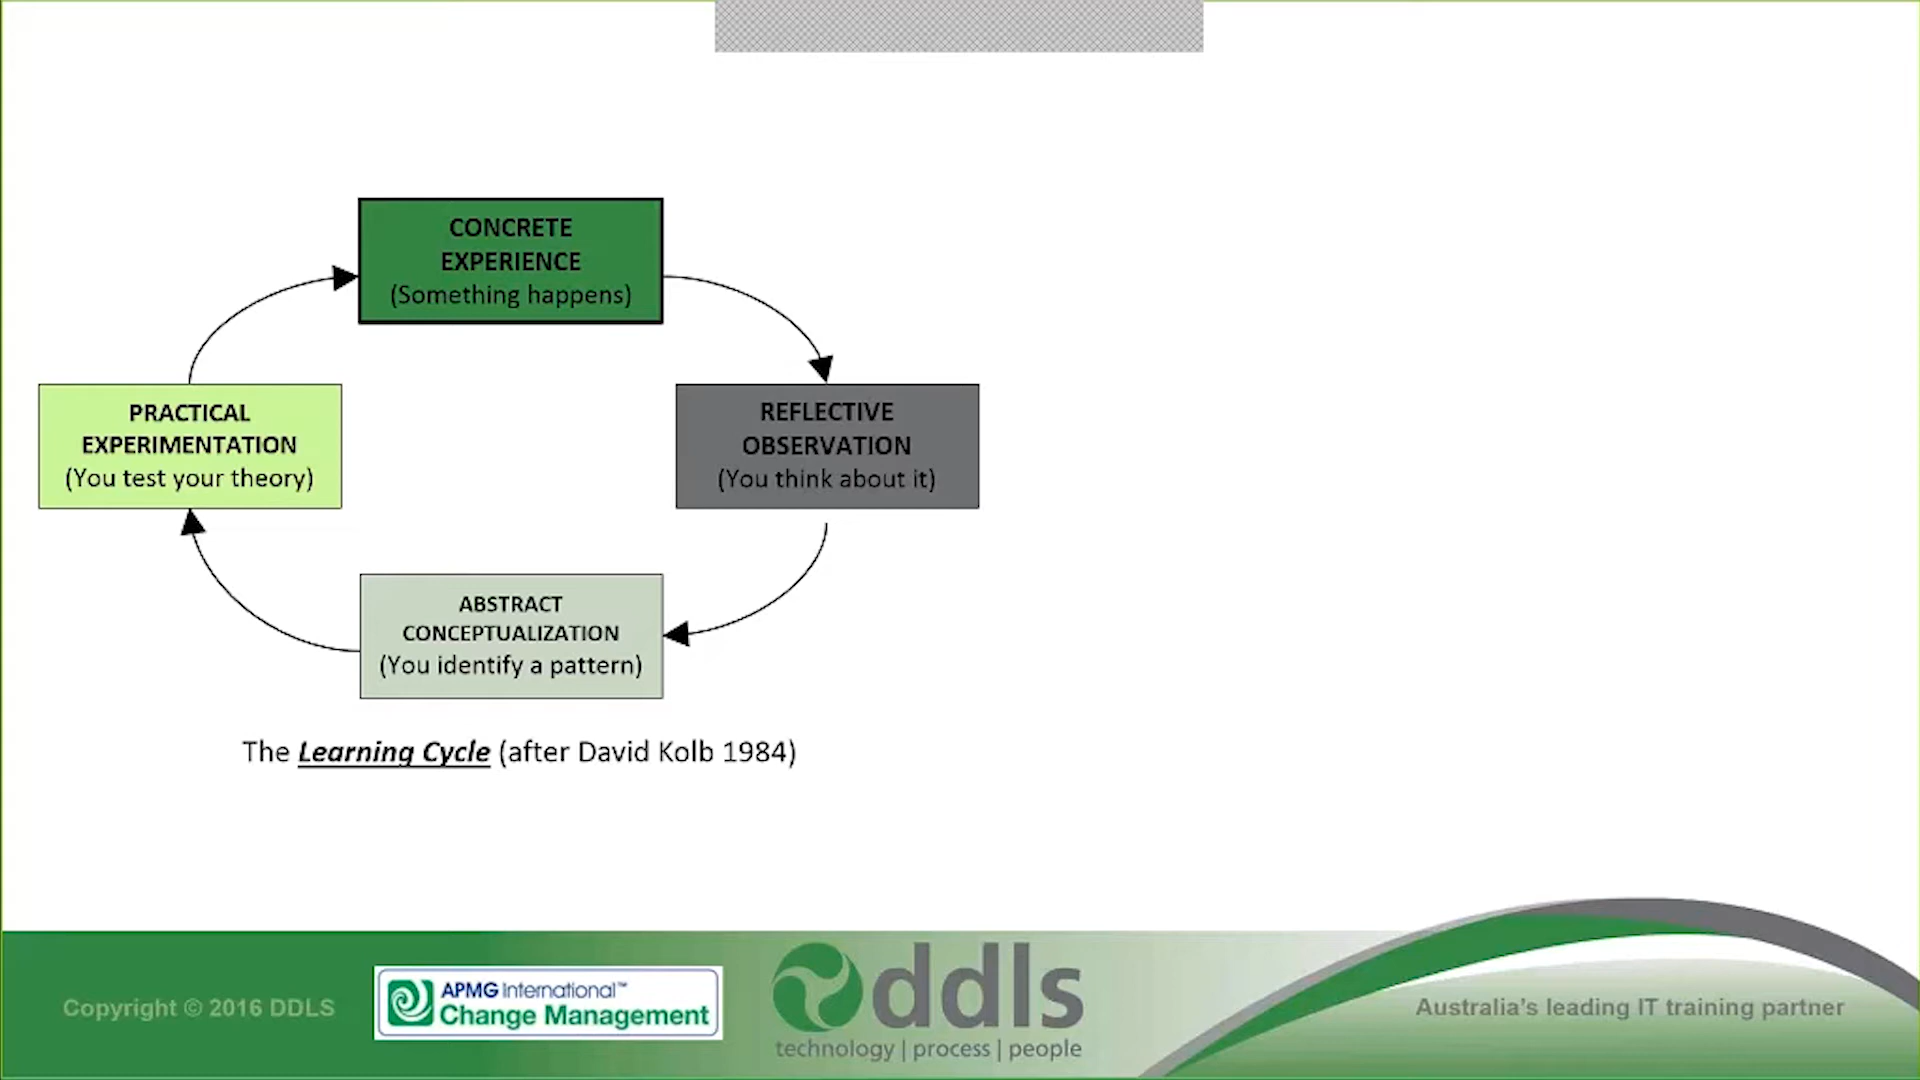 CONCRETE
EXPERIENCE
(Something happens)
PRACTICAL
EXPERIMENTATION
(You test your theory)
REFLECTIVE
OBSERVATION
(You think about it)
ABSTRACT
CONCEPTUALIZATION
(You identify a pattern)
The Learning Cycle (after David Kolb 1984)
Copyright © 2016 DDLS
APMG International™
Change Management
ddls
technology | process | people
Australia's leading IT training partner